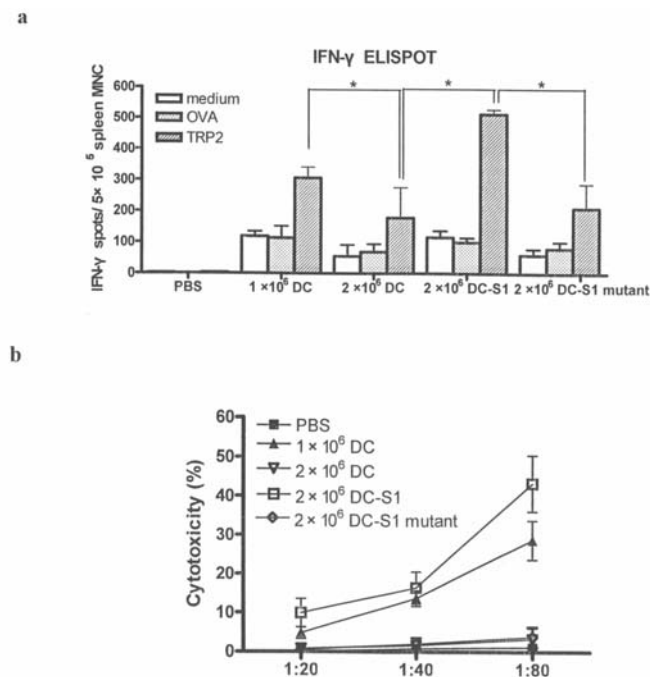 a
IFN-γ ELISPOT
IFN-γ spots/ 5× 10⁵ spleen MNC
600
500
400
300
200
100
0
medium
OVA
TRP2
* * *
PBS 1 ×10⁶ DC 2 ×10⁶ DC 2 ×10⁶ DC-S1 2 ×10⁶ DC-S1 mutant
b
Cytotoxicity (%)
60
50
40
30
20
10
0
PBS
1 × 10⁶ DC
2 × 10⁶ DC
2 × 10⁶ DC-S1
2 × 10⁶ DC-S1 mutant
1:20 1:40 1:80